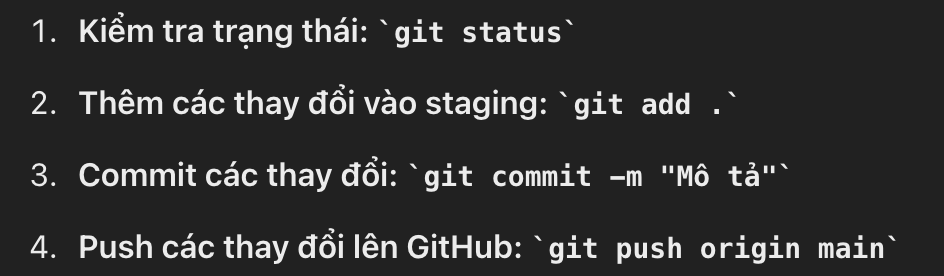 1. Kiểm tra trạng thái: `git status`
2. Thêm các thay đổi vào staging: `git add .`
3. Commit các thay đổi: `git commit -m "Mô tả"`
4. Push các thay đổi lên GitHub: `git push origin main`